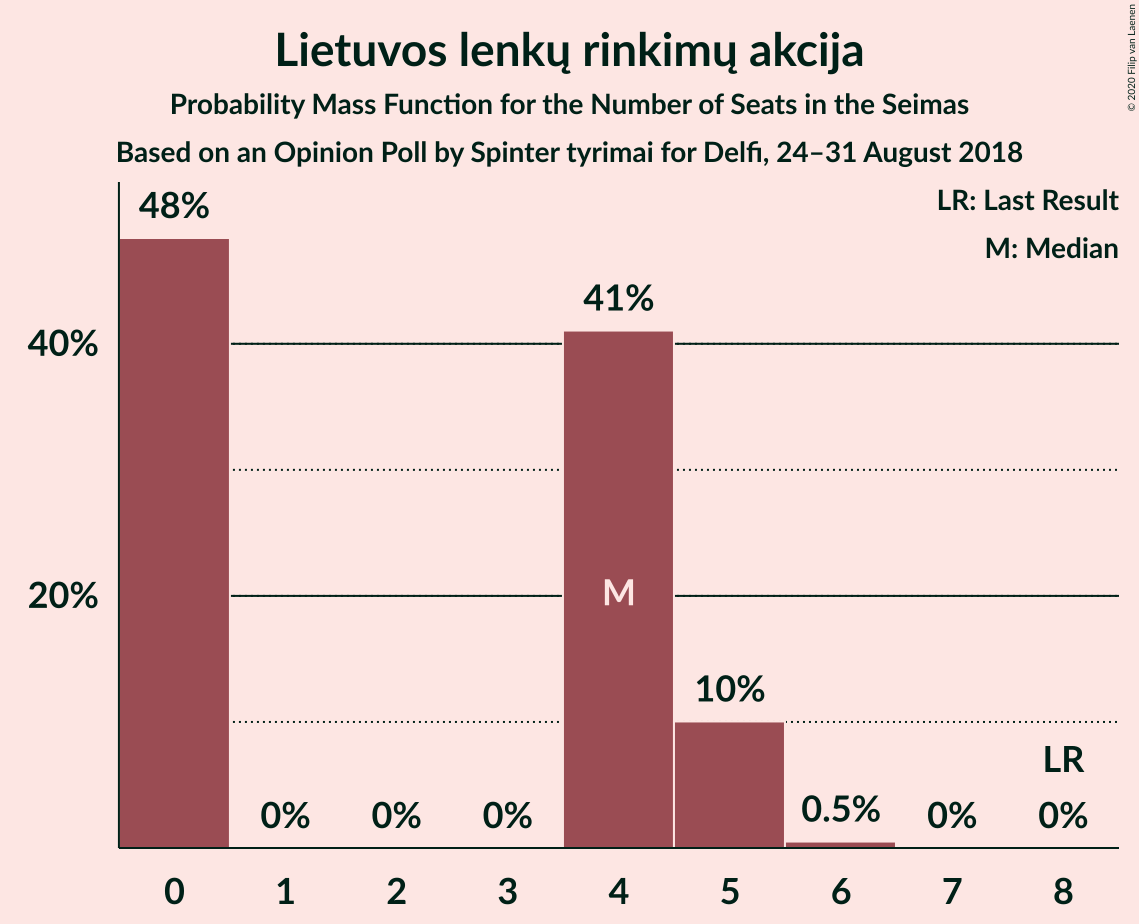 Lietuvos lenkų rinkimų akcija
Probability Mass Function for the Number of Seats in the Seimas
Based on an Opinion Poll by Spinter tyrimai for Delfi, 24–31 August 2018
© 2020 Filip van Laenen
LR: Last Result
M: Median
48%
41%
40%
M
20%
10%
LR
0% 0% 0% 0.5% 0% 0%
0 1 2 3 4 5 6 7 8